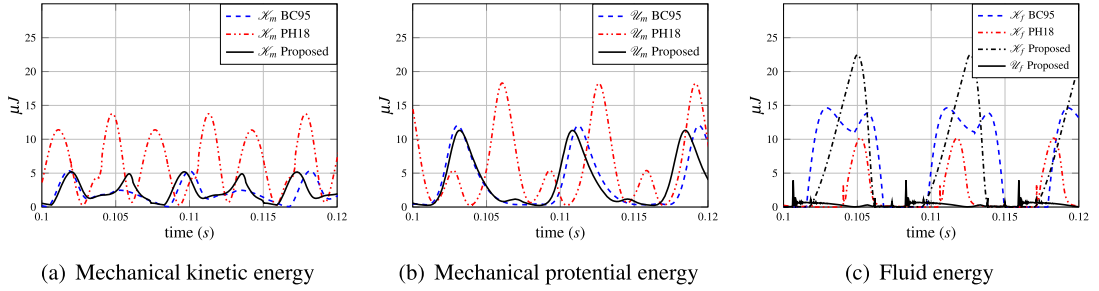 𝒦m BC95
𝒦m PH18
𝒦m Proposed
μJ
25
20
15
10
5
0
0.1
0.105
0.11
0.115
0.12
time (s)
(a) Mechanical kinetic energy
𝒰m BC95
𝒰m PH18
𝒰m Proposed
μJ
25
20
15
10
5
0
0.1
0.105
0.11
0.115
0.12
time (s)
(b) Mechanical protential energy
𝒦f BC95
𝒦f PH18
𝒦f Proposed
𝒰f Proposed
μJ
25
20
15
10
5
0
0.1
0.105
0.11
0.115
0.12
time (s)
(c) Fluid energy